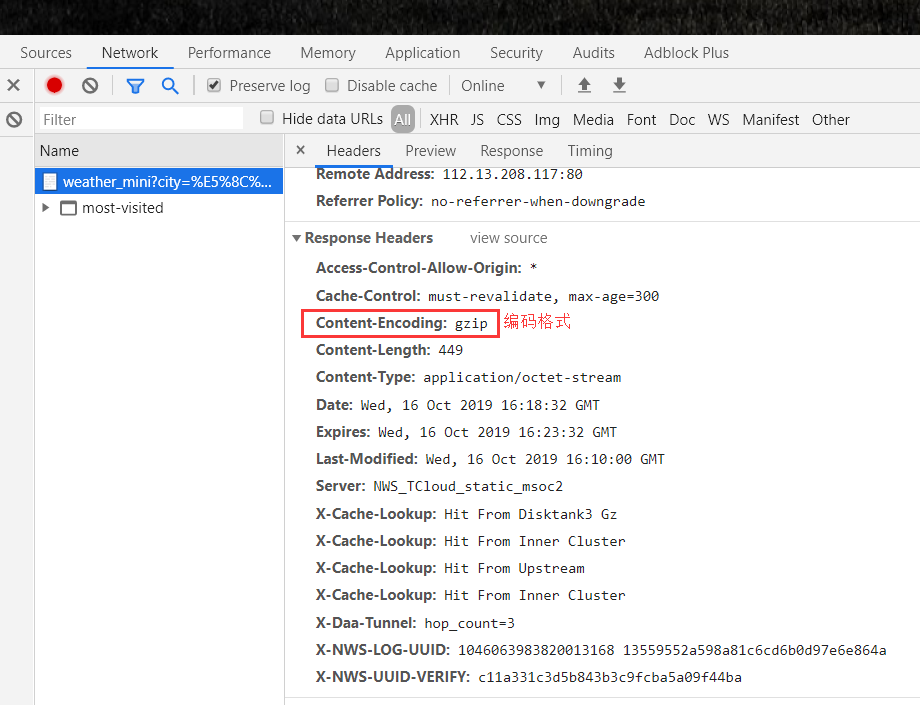 Sources Network Performance Memory Application Security Audits Adblock Plus
Preserve log Disable cache Online
Filter Hide data URLs All XHR JS CSS Img Media Font Doc WS Manifest Other
Name Headers Preview Response Timing
weather_mini?city=%E5%8C%...
most-visited
Remote Address: 112.13.208.117:80
Referrer Policy: no-referrer-when-downgrade
Response Headers view source
Access-Control-Allow-Origin: *
Cache-Control: must-revalidate, max-age=300
Content-Encoding: gzip 编码格式
Content-Length: 449
Content-Type: application/octet-stream
Date: Wed, 16 Oct 2019 16:18:32 GMT
Expires: Wed, 16 Oct 2019 16:23:32 GMT
Last-Modified: Wed, 16 Oct 2019 16:10:00 GMT
Server: NWS_TCloud_static_msoc2
X-Cache-Lookup: Hit From Disktank3 Gz
X-Cache-Lookup: Hit From Inner Cluster
X-Cache-Lookup: Hit From Upstream
X-Cache-Lookup: Hit From Inner Cluster
X-Daa-Tunnel: hop_count=3
X-NWS-LOG-UUID: 1046063983820013168 13559552a598a81c6cd6b0d97e6e864a
X-NWS-UUID-VERIFY: c11a331c3d5b843b3c9fcba5a09f44ba